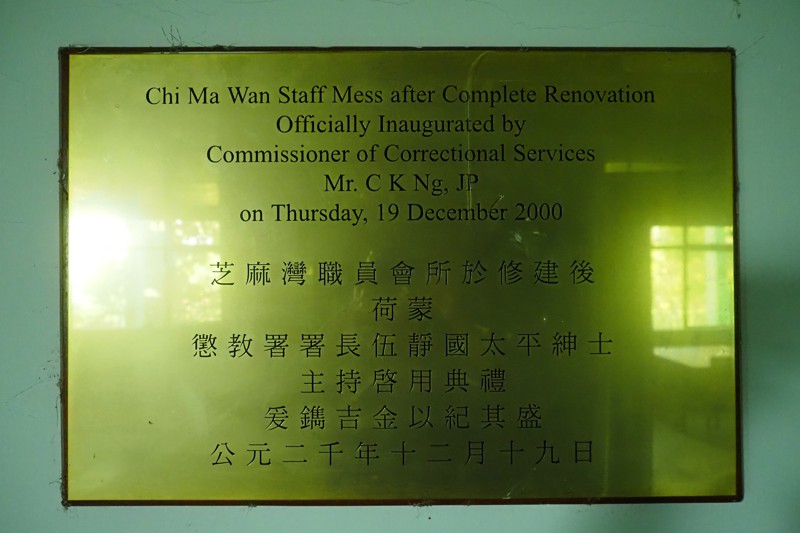 Chi Ma Wan Staff Mess after Complete Renovation
Officially Inaugurated by
Commissioner of Correctional Services
Mr. C K Ng, JP
on Thursday, 19 December 2000
芝麻灣職員會所於修建後
荷蒙
懲教署署長伍靜國太平紳士
主持啓用典禮
爰鐫吉金以紀其盛
公元二千年十二月十九日